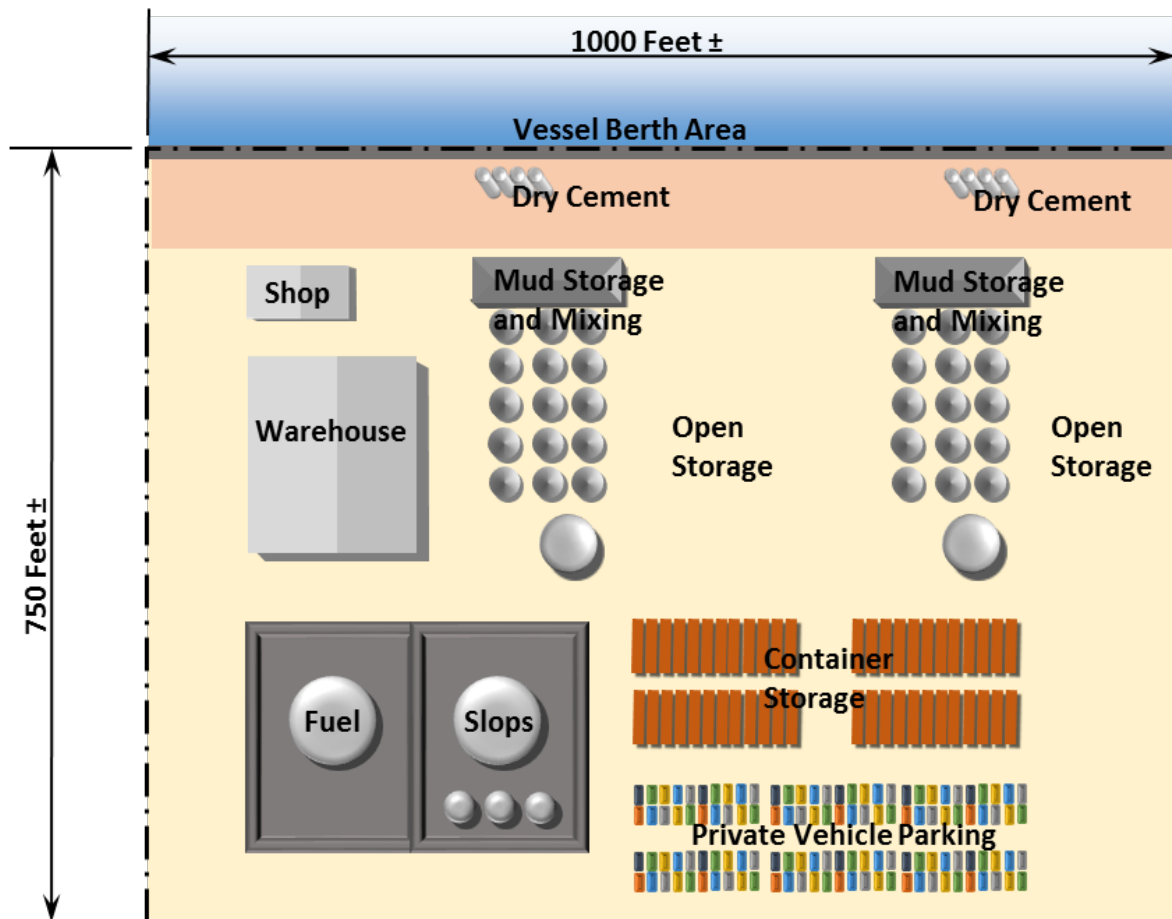 1000 Feet ±
Vessel Berth Area
Dry Cement
Dry Cement
Shop
Mud Storage
and Mixing
Mud Storage
and Mixing
Warehouse
Open
Storage
Open
Storage
750 Feet ±
Fuel
Slops
Container
Storage
Private Vehicle Parking